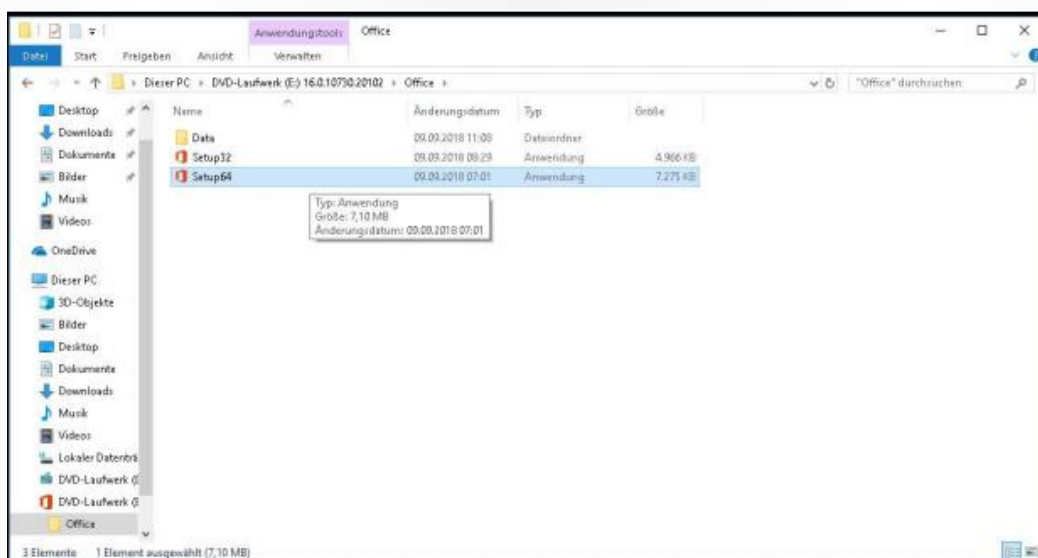 Anwendungstools Office
Datei Start Freigeben Ansicht Verwalten
Dieser PC DVD-Laufwerk (E:) 16.0.10730.20102 Office "Office" durchsuchen
Name Änderungsdatum Typ Größe
Data 09.09.2018 11:08 Dateiordner
Setup32 09.09.2018 08:29 Anwendung 4.966 KB
Setup64 09.09.2018 07:01 Anwendung 7.275 KB
Typ: Anwendung
Größe: 7,10 MB
Änderungsdatum: 09.09.2018 07:01
Desktop
Downloads
Dokumente
Bilder
Musik
Videos
OneDrive
Dieser PC
3D-Objekte
Bilder
Desktop
Dokumente
Downloads
Musik
Videos
Lokaler Datenträ
DVD-Laufwerk (
DVD-Laufwerk (E
Office
3 Elemente 1 Element ausgewählt (7,10 MB)